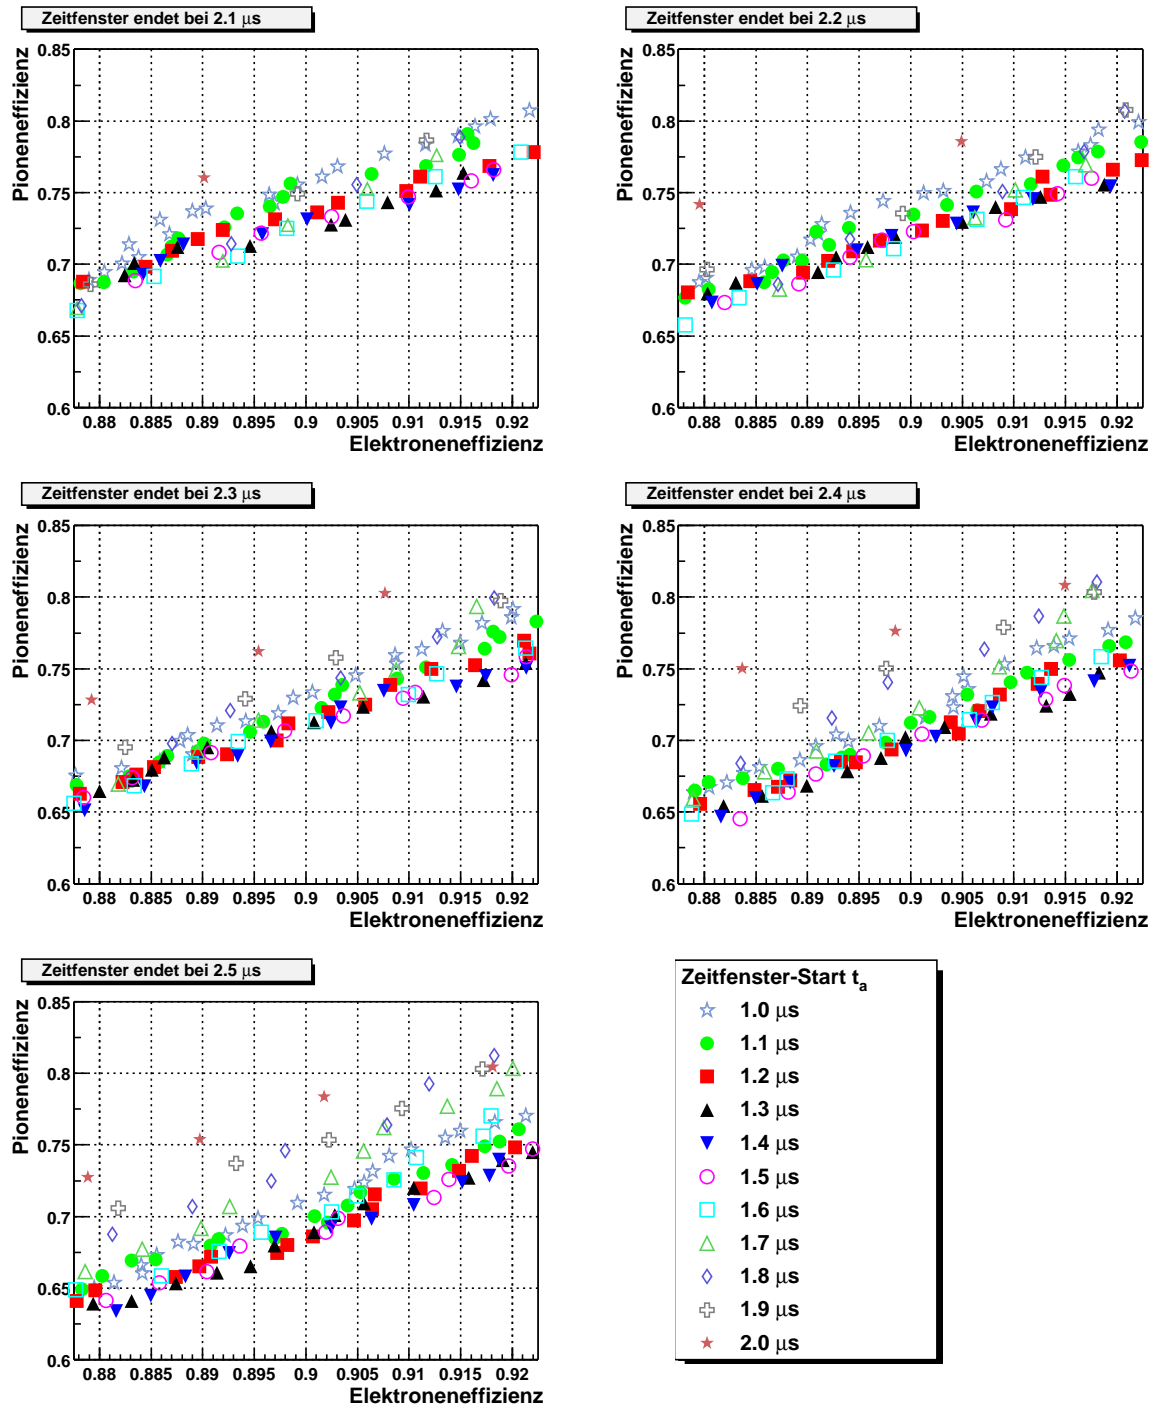 Zeitfenster endet bei 2.1 μs
Pioneneffizienz
0.85
0.8
0.75
0.7
0.65
0.6
0.88 0.885 0.89 0.895 0.9 0.905 0.91 0.915 0.92
Elektroneneffizienz
Zeitfenster endet bei 2.2 μs
Pioneneffizienz
0.85
0.8
0.75
0.7
0.65
0.6
0.88 0.885 0.89 0.895 0.9 0.905 0.91 0.915 0.92
Elektroneneffizienz
Zeitfenster endet bei 2.3 μs
Pioneneffizienz
0.85
0.8
0.75
0.7
0.65
0.6
0.88 0.885 0.89 0.895 0.9 0.905 0.91 0.915 0.92
Elektroneneffizienz
Zeitfenster endet bei 2.4 μs
Pioneneffizienz
0.85
0.8
0.75
0.7
0.65
0.6
0.88 0.885 0.89 0.895 0.9 0.905 0.91 0.915 0.92
Elektroneneffizienz
Zeitfenster endet bei 2.5 μs
Pioneneffizienz
0.85
0.8
0.75
0.7
0.65
0.6
0.88 0.885 0.89 0.895 0.9 0.905 0.91 0.915 0.92
Elektroneneffizienz
Zeitfenster-Start t_a
1.0 μs
1.1 μs
1.2 μs
1.3 μs
1.4 μs
1.5 μs
1.6 μs
1.7 μs
1.8 μs
1.9 μs
2.0 μs